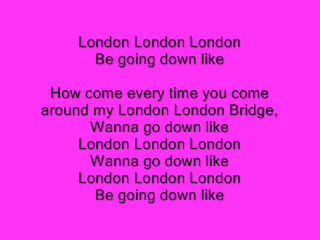 London London London
Be going down like
How come every time you come
around my London London Bridge,
Wanna go down like
London London London
Wanna go down like
London London London
Be going down like